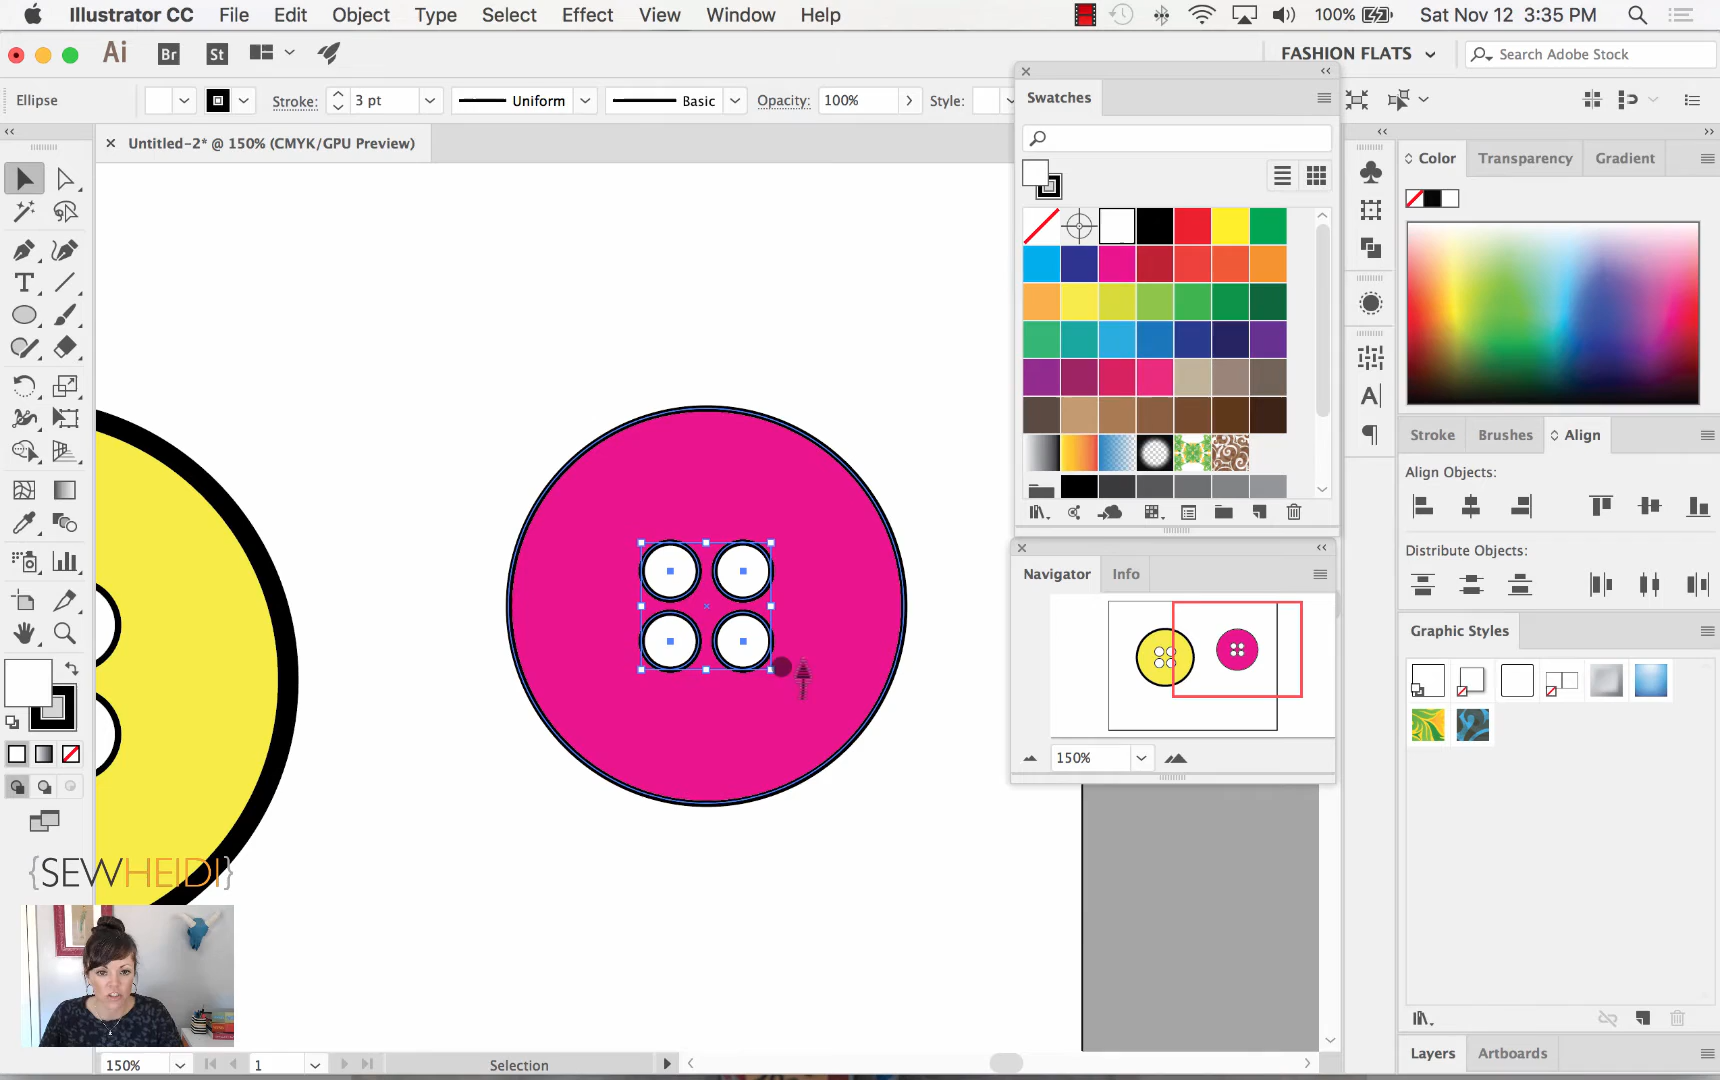 Illustrator CC File Edit Object Type Select Effect View Window Help 100% Sat Nov 12 3:35 PM
Ai Br St FASHION FLATS Search Adobe Stock
Ellipse Stroke: 3 pt Uniform Basic Opacity: 100% Style:
Untitled-2* @ 150% (CMYK/GPU Preview)
Swatches
Color Transparency Gradient
Stroke Brushes Align
Align Objects:
Distribute Objects:
Navigator Info
150%
Graphic Styles
{SEWHEIDI}
150% 1 Selection
Layers Artboards